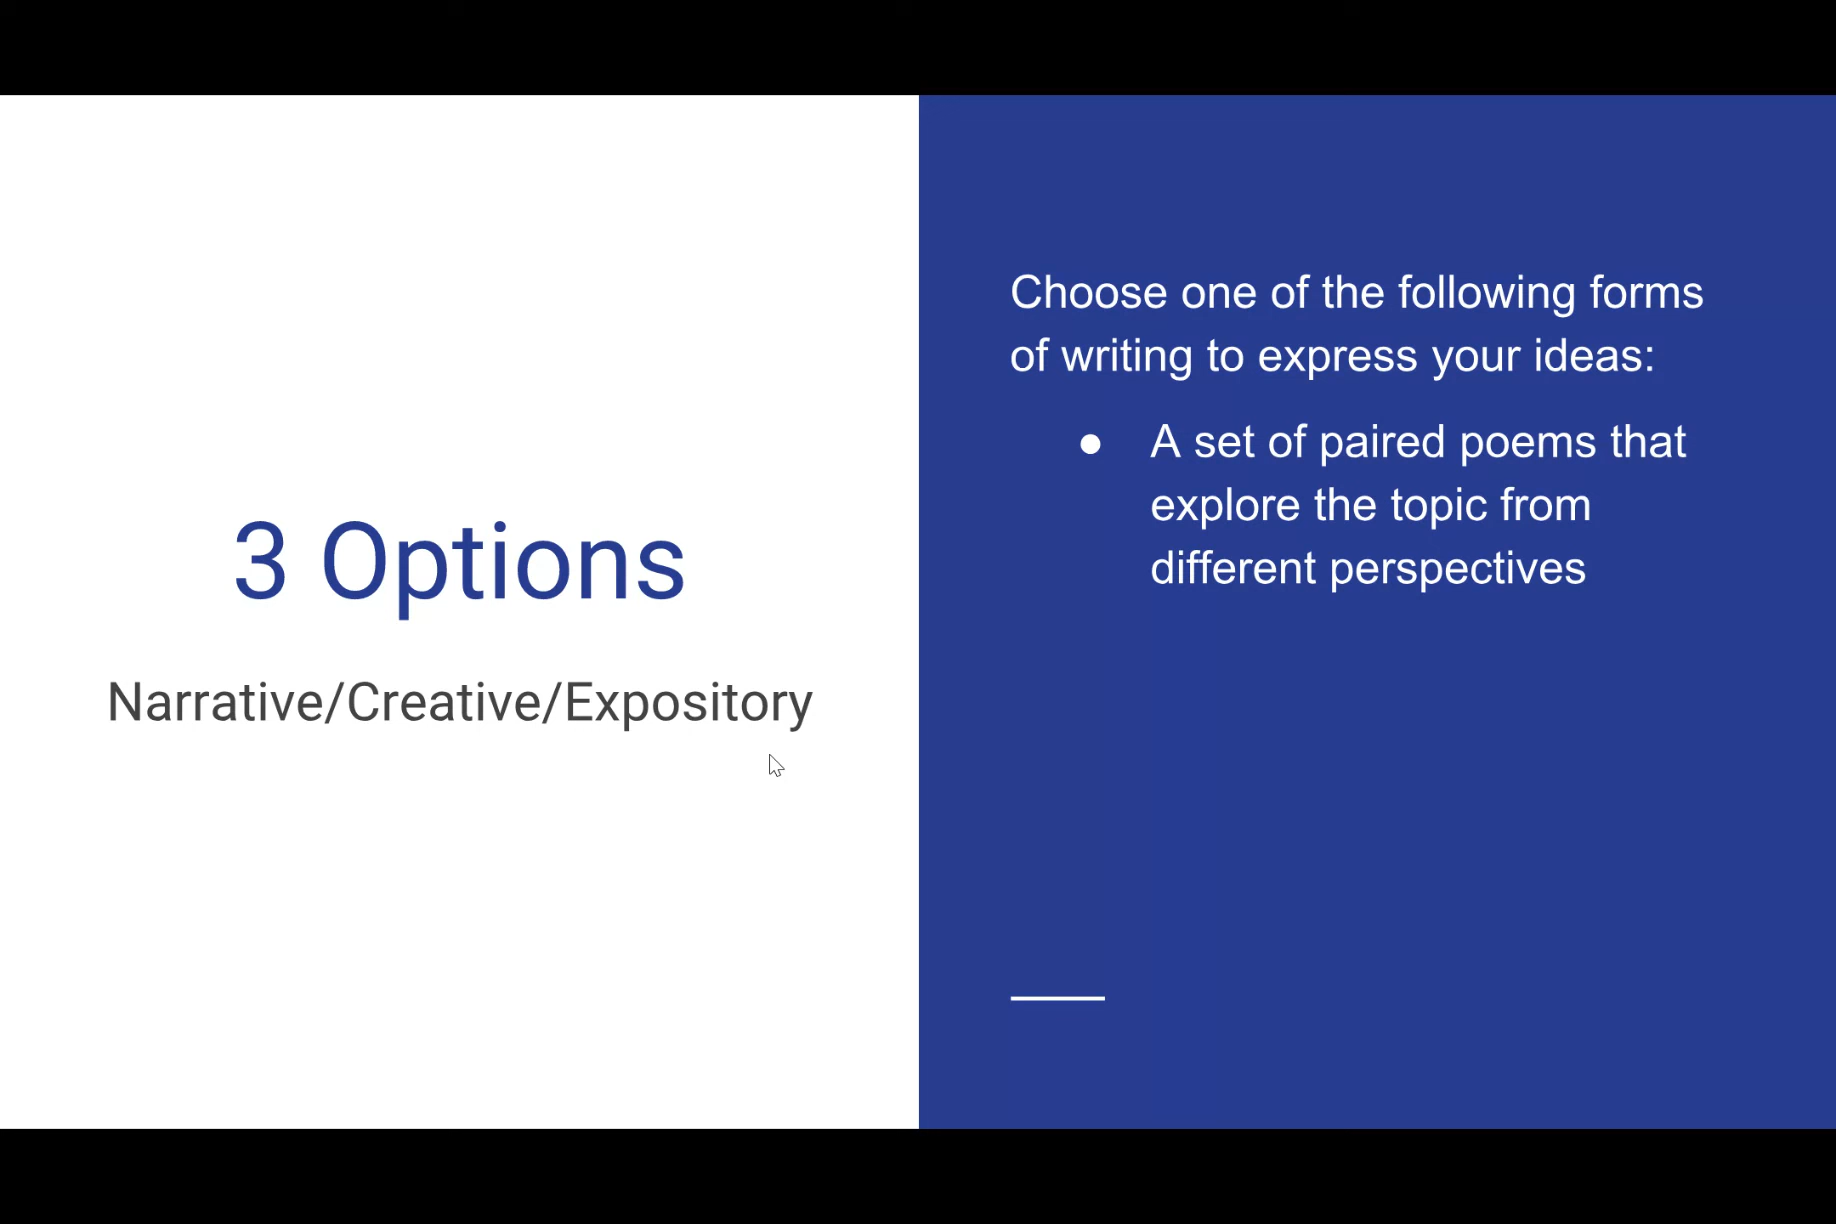 3 Options
Narrative/Creative/Expository
Choose one of the following forms
of writing to express your ideas:
● A set of paired poems that
explore the topic from
different perspectives